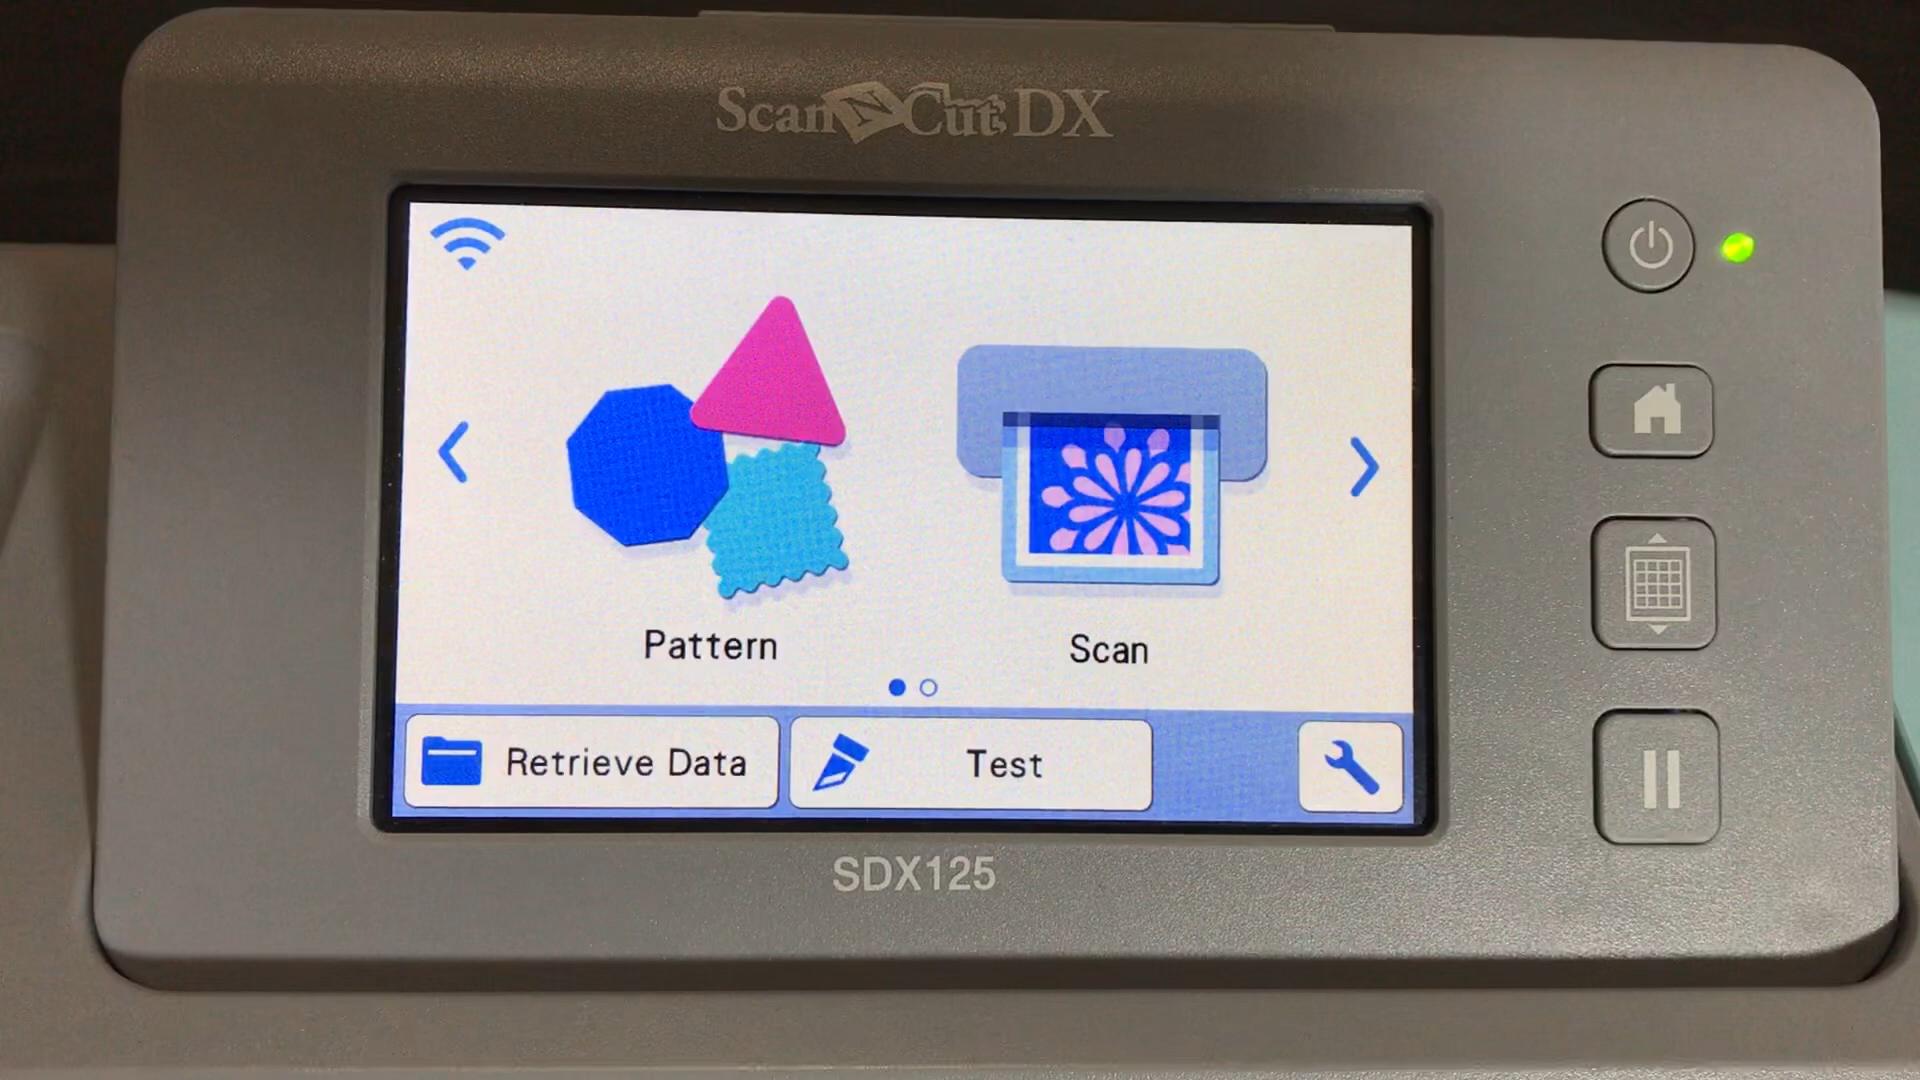 ScanNCut DX
Pattern
Scan
Retrieve Data
Test
SDX125